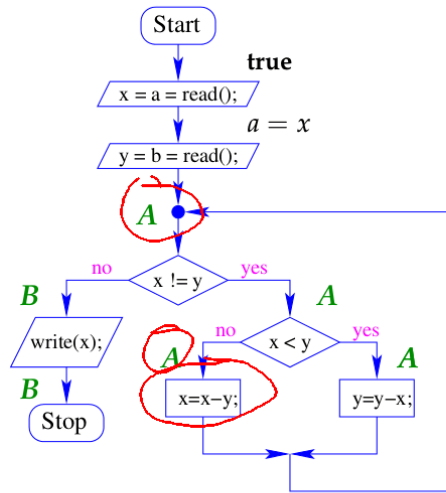 Start
true
x = a = read();
a = x
y = b = read();
A
no
x != y
yes
B
A
write(x);
no
x < y
yes
A
A
B
x=x−y;
y=y−x;
Stop